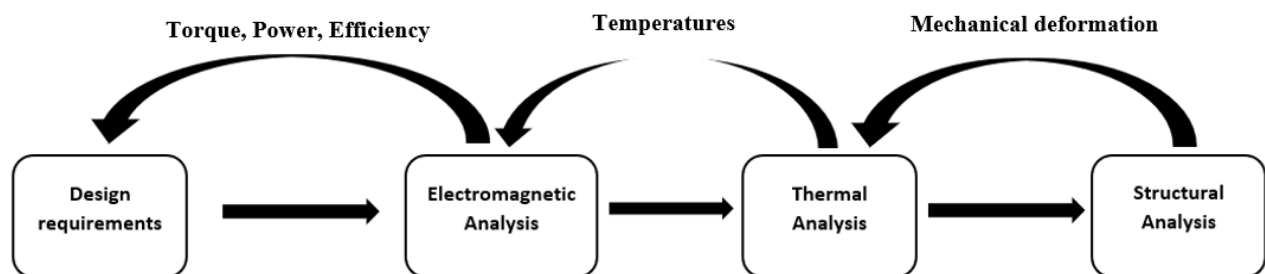 Torque, Power, Efficiency
Temperatures
Mechanical deformation
Design
requirements
Electromagnetic
Analysis
Thermal
Analysis
Structural
Analysis